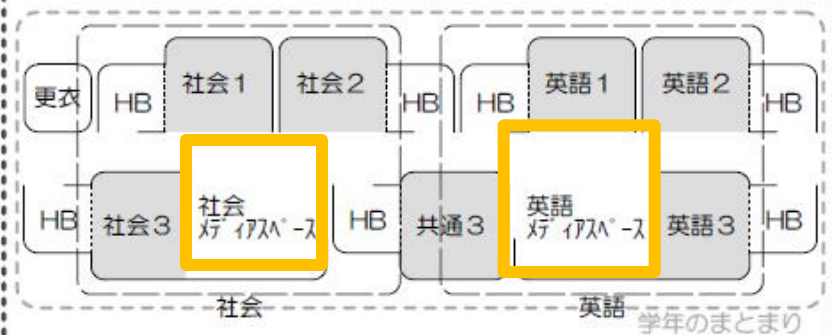 更衣
HB
社会1
社会2
HB
HB
英語1
英語2
HB
HB
社会3
社会
メディアスペース
HB
共通3
英語
メディアスペース
英語3
HB
社会
英語
学年のまとまり